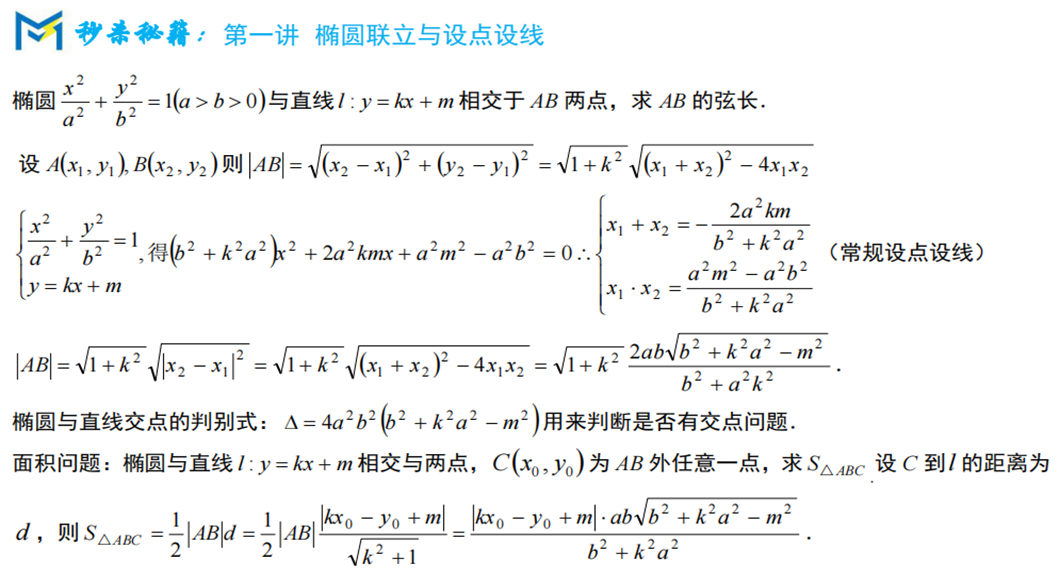 秒杀秘籍：第一讲 椭圆联立与设点设线
椭圆 $\frac{x^2}{a^2}+\frac{y^2}{b^2}=1(a>b>0)$ 与直线 $l:y=kx+m$ 相交于 $AB$ 两点，求 $AB$ 的弦长．
设 $A(x_1,y_1),B(x_2,y_2)$ 则 $|AB|=\sqrt{(x_2-x_1)^2+(y_2-y_1)^2}=\sqrt{1+k^2}\sqrt{(x_1+x_2)^2-4x_1x_2}$
$\begin{cases}\frac{x^2}{a^2}+\frac{y^2}{b^2}=1\\y=kx+m\end{cases}$,得$(b^2+k^2a^2)x^2+2a^2kmx+a^2m^2-a^2b^2=0\therefore\begin{cases}x_1+x_2=-\frac{2a^2km}{b^2+k^2a^2}\\x_1\cdot x_2=\frac{a^2m^2-a^2b^2}{b^2+k^2a^2}\end{cases}$（常规设点设线）
$|AB|=\sqrt{1+k^2}\sqrt{|x_2-x_1|^2}=\sqrt{1+k^2}\sqrt{(x_1+x_2)^2-4x_1x_2}=\sqrt{1+k^2}\frac{2ab\sqrt{b^2+k^2a^2-m^2}}{b^2+a^2k^2}$．
椭圆与直线交点的判别式：$\Delta=4a^2b^2(b^2+k^2a^2-m^2)$用来判断是否有交点问题．
面积问题：椭圆与直线 $l:y=kx+m$ 相交与两点，$C(x_0,y_0)$ 为 $AB$ 外任意一点，求 $S_{\triangle ABC}$．设 $C$ 到 $l$ 的距离为
$d$，则 $S_{\triangle ABC}=\frac{1}{2}|AB|d=\frac{1}{2}|AB|\frac{|kx_0-y_0+m|}{\sqrt{k^2+1}}=\frac{|kx_0-y_0+m|\cdot ab\sqrt{b^2+k^2a^2-m^2}}{b^2+k^2a^2}$．